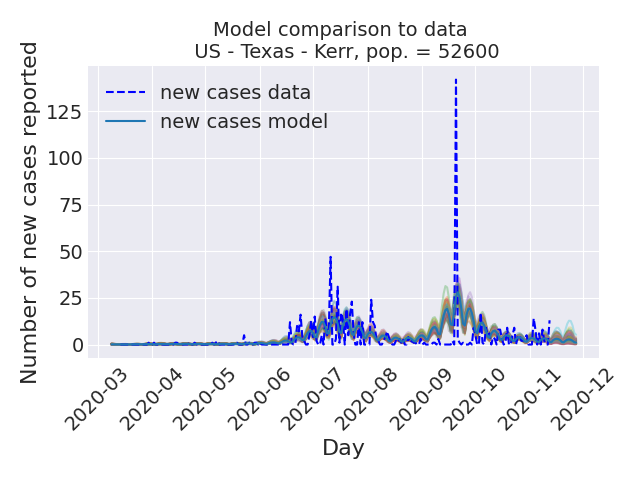 Model comparison to data
US - Texas - Kerr, pop. = 52600
Number of new cases reported
new cases data
new cases model
125
100
75
50
25
0
2020-03
2020-04
2020-05
2020-06
2020-07
2020-08
2020-09
2020-10
2020-11
2020-12
Day